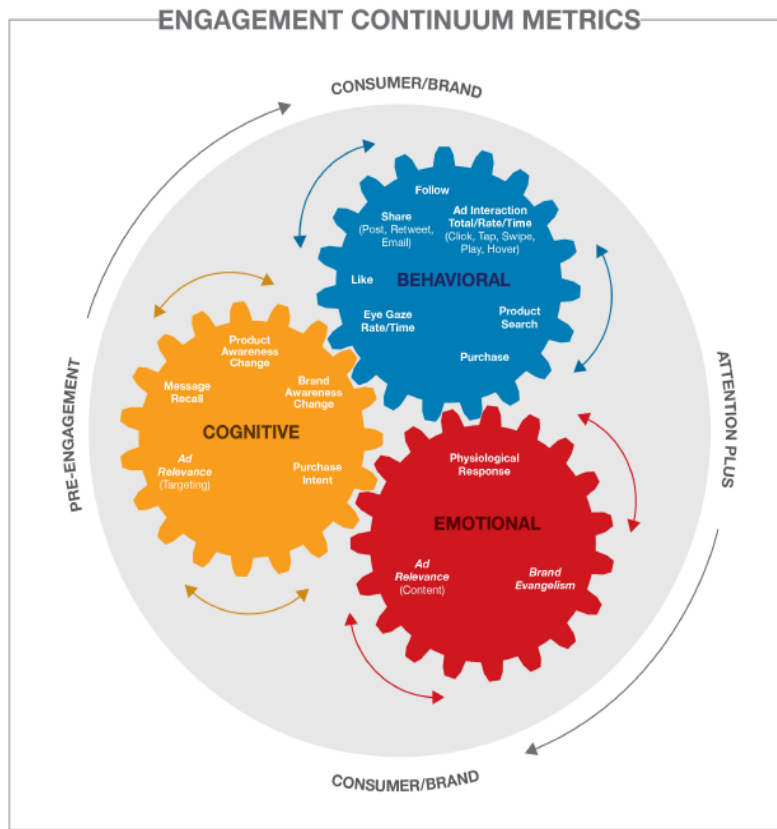 ENGAGEMENT CONTINUUM METRICS
CONSUMER/BRAND
Follow
Share
(Post, Retweet,
Email)
Ad Interaction
Total/Rate/Time
(Click, Tap, Swipe,
Play, Hover)
Like
BEHAVIORAL
Eye Gaze
Rate/Time
Product
Search
Purchase
PRE-ENGAGEMENT
Product
Awareness
Change
Message
Recall
Brand
Awareness
Change
COGNITIVE
Ad
Relevance
(Targeting)
Purchase
Intent
ATTENTION PLUS
Physiological
Response
EMOTIONAL
Ad
Relevance
(Content)
Brand
Evangelism
CONSUMER/BRAND